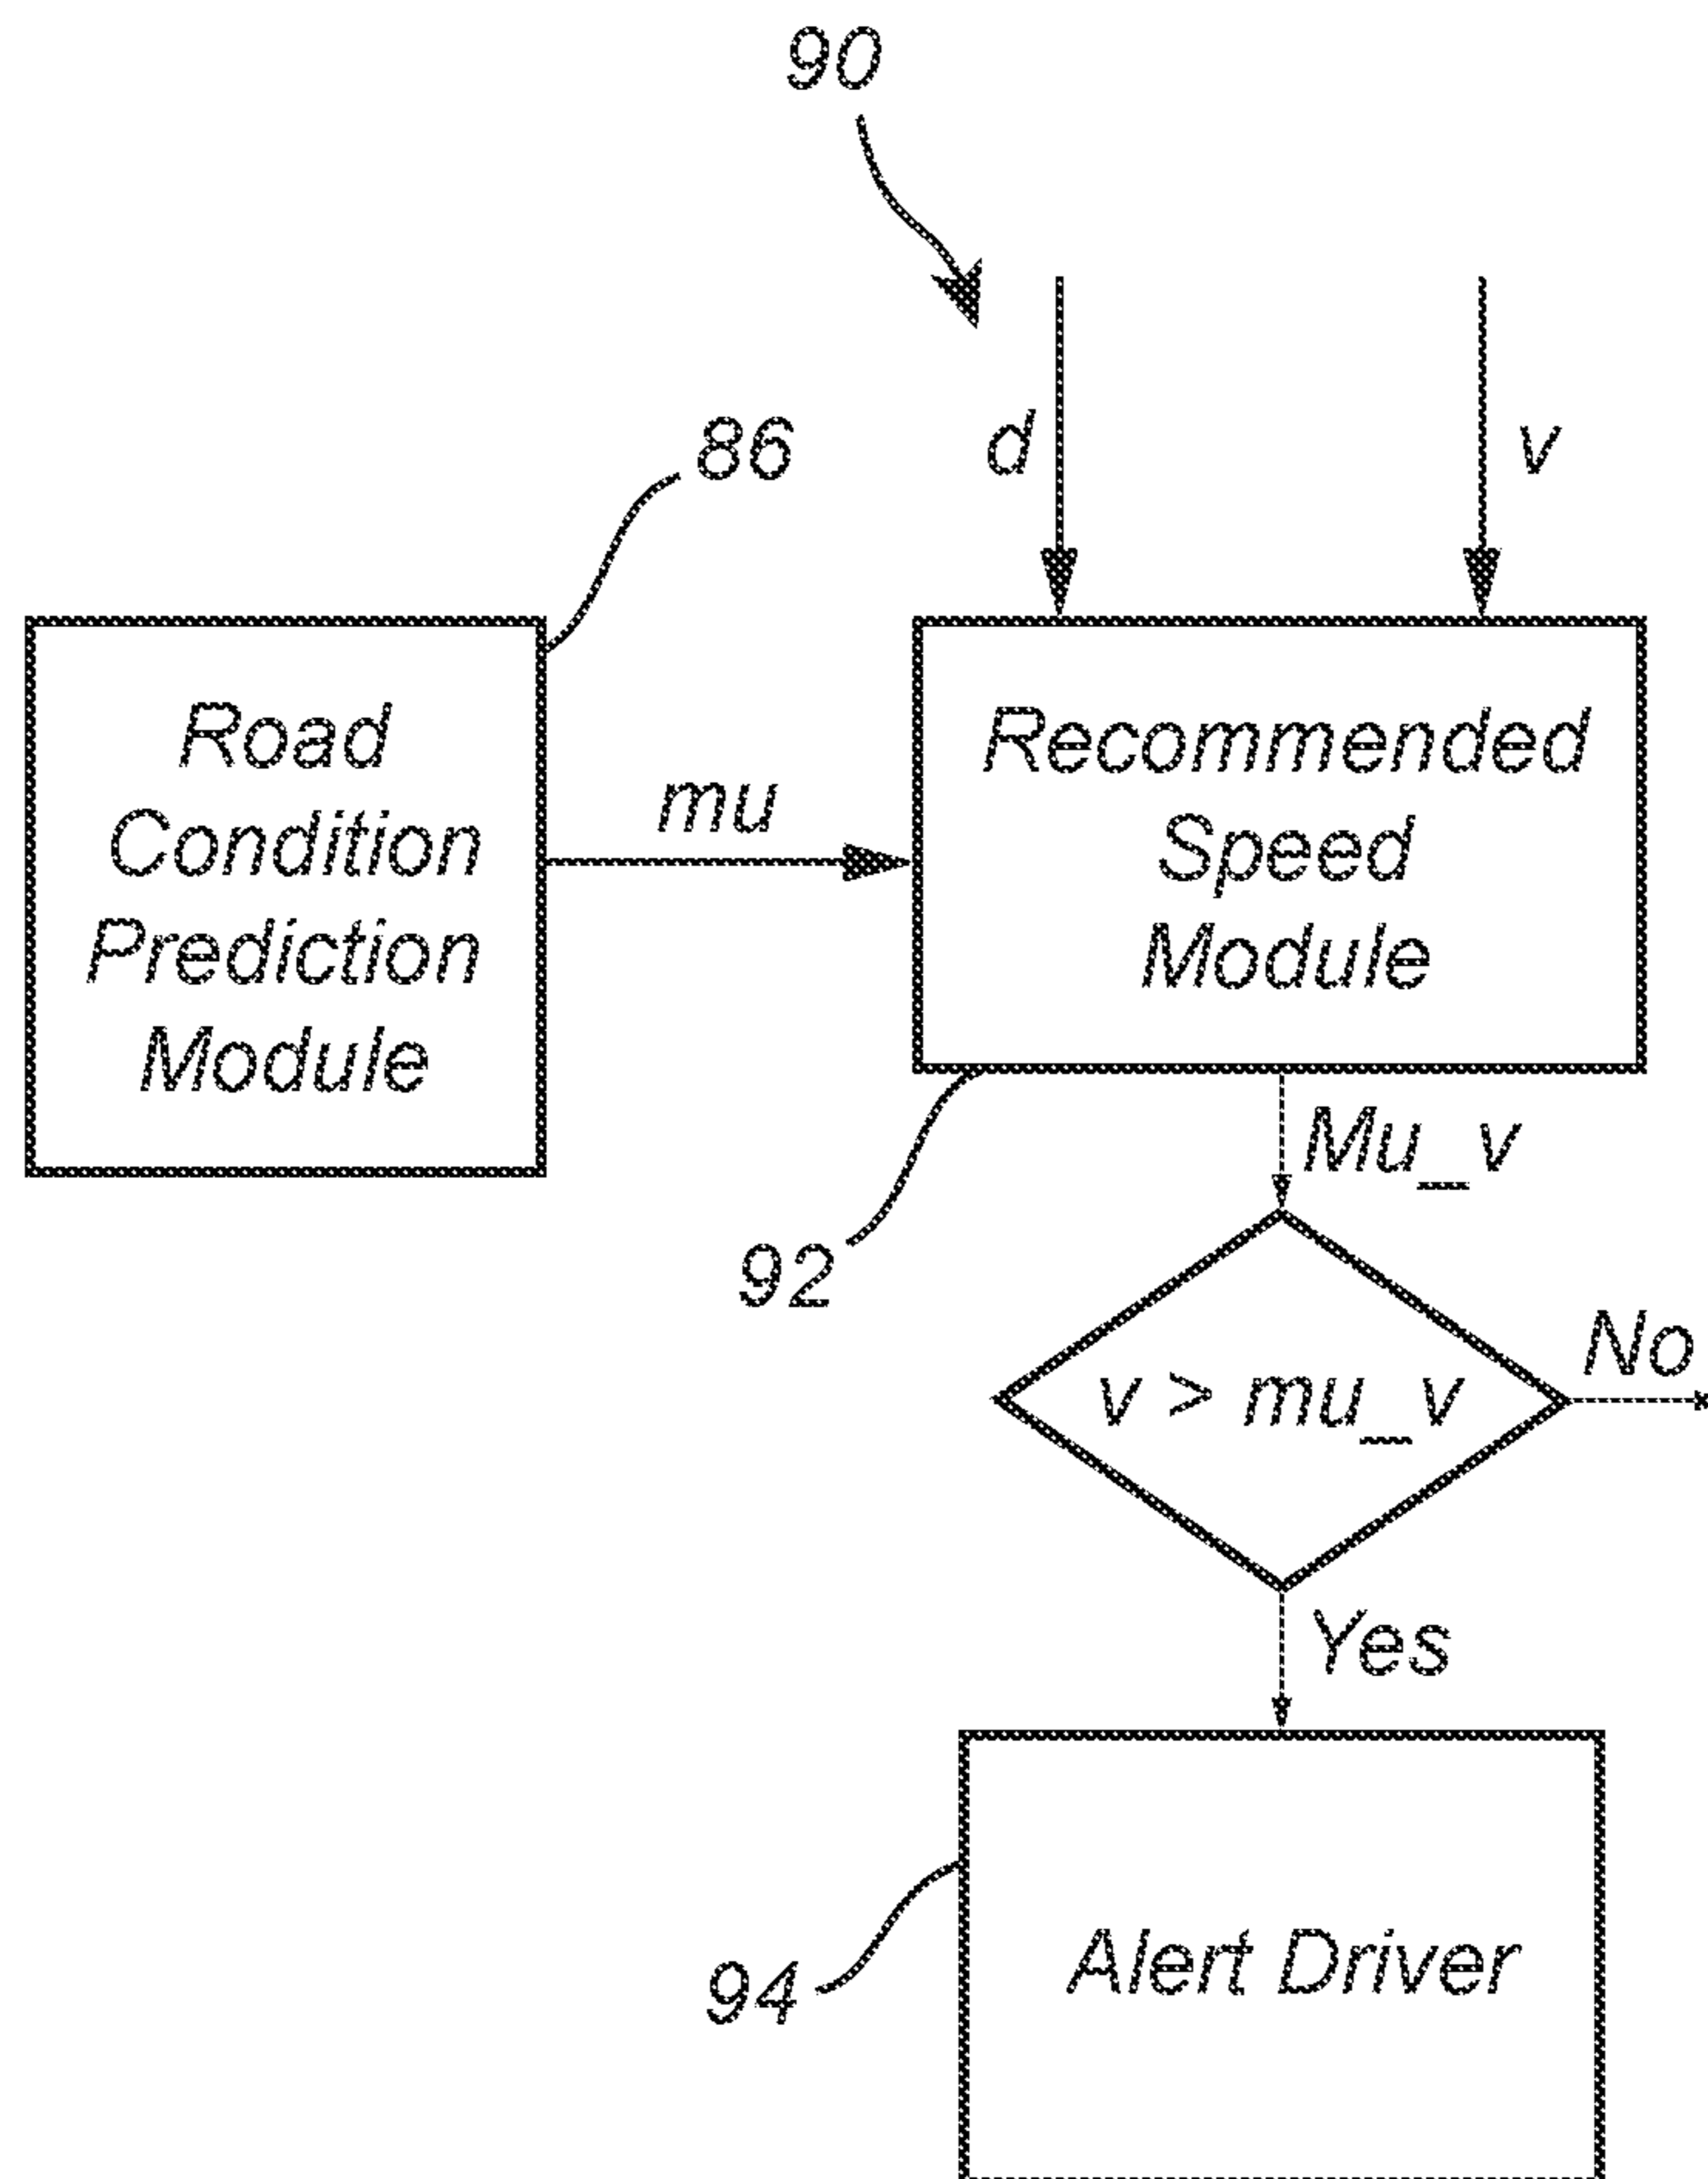 90
86
d
v
Road
Condition
Prediction
Module
mu
Recommended
Speed
Module
Mu_v
92
v > mu_v
No
Yes
94
Alert Driver